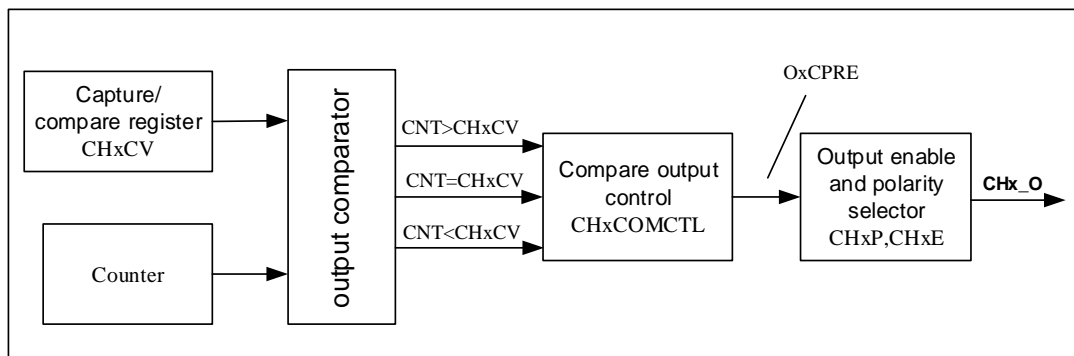 Capture/
compare register
CHxCV
Counter
output comparator
CNT>CHxCV
CNT=CHxCV
CNT<CHxCV
Compare output
control
CHxCOMCTL
OxCPRE
Output enable
and polarity
selector
CHxP,CHxE
CHx_O